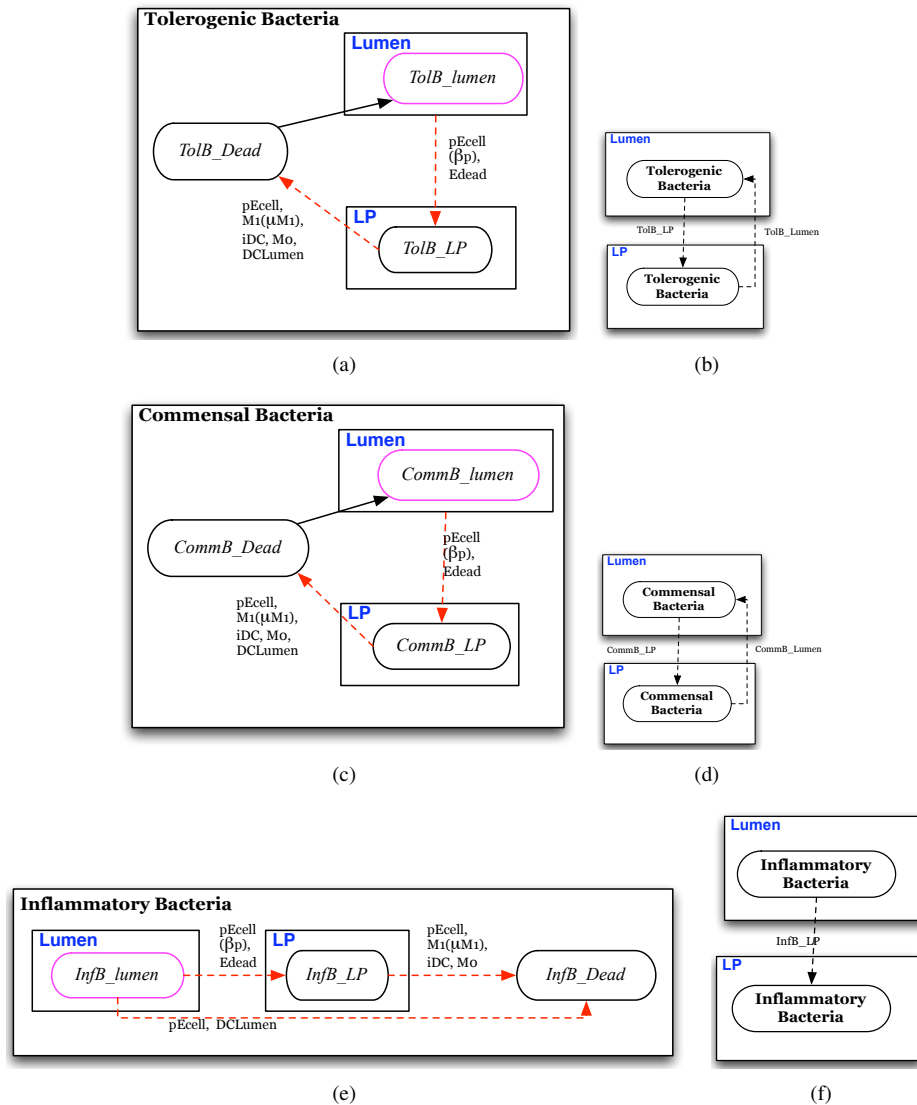 Tolerogenic Bacteria
Lumen
TolB_lumen
TolB_Dead
pEcell
(βp),
Edead
pEcell,
M1(μM1),
iDC, M0,
DCLumen
LP
TolB_LP
(a)
Lumen
Tolerogenic
Bacteria
TolB_LP
TolB_Lumen
LP
Tolerogenic
Bacteria
(b)
Commensal Bacteria
Lumen
CommB_lumen
CommB_Dead
pEcell
(βp),
Edead
pEcell,
M1(μM1),
iDC, M0,
DCLumen
LP
CommB_LP
(c)
Lumen
Commensal
Bacteria
CommB_LP
CommB_Lumen
LP
Commensal
Bacteria
(d)
Inflammatory Bacteria
Lumen
InfB_lumen
pEcell
(βp),
Edead
LP
InfB_LP
pEcell,
M1(μM1),
iDC, M0
InfB_Dead
pEcell, DCLumen
(e)
Lumen
Inflammatory
Bacteria
InfB_LP
LP
Inflammatory
Bacteria
(f)